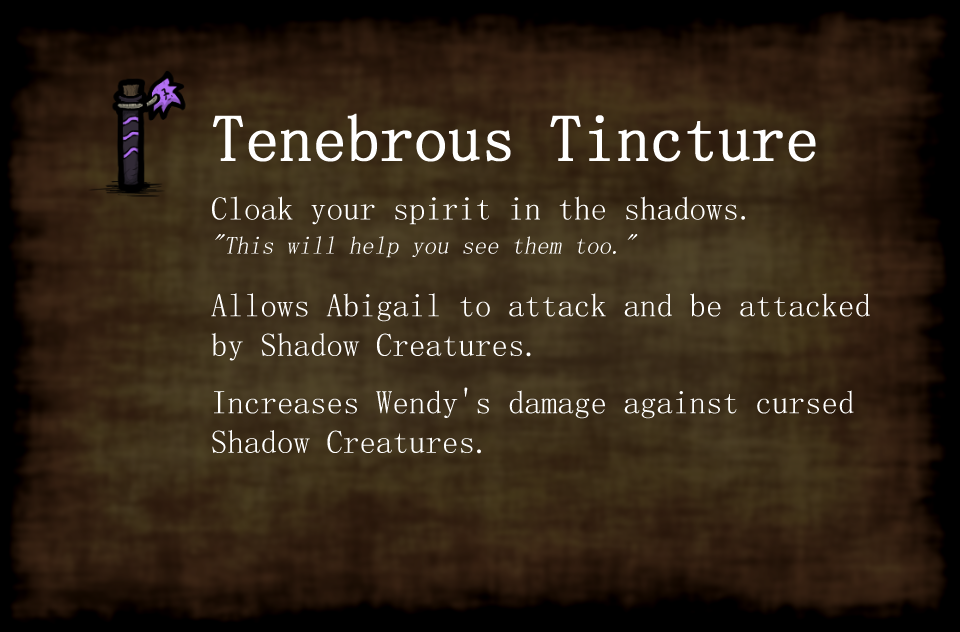 Tenebrous Tincture
Cloak your spirit in the shadows.
"This will help you see them too."
Allows Abigail to attack and be attacked
by Shadow Creatures.
Increases Wendy's damage against cursed
Shadow Creatures.